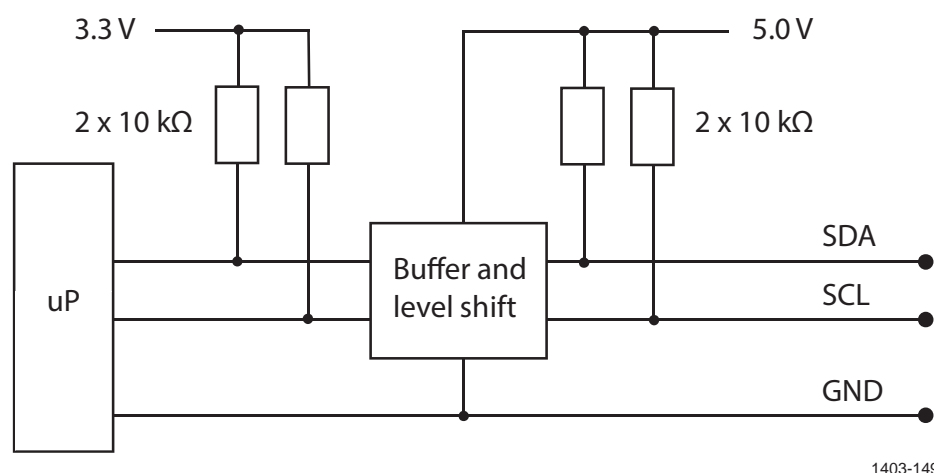 3.3 V
5.0 V
2 x 10 kΩ
2 x 10 kΩ
SDA
Buffer and
level shift
uP
SCL
GND